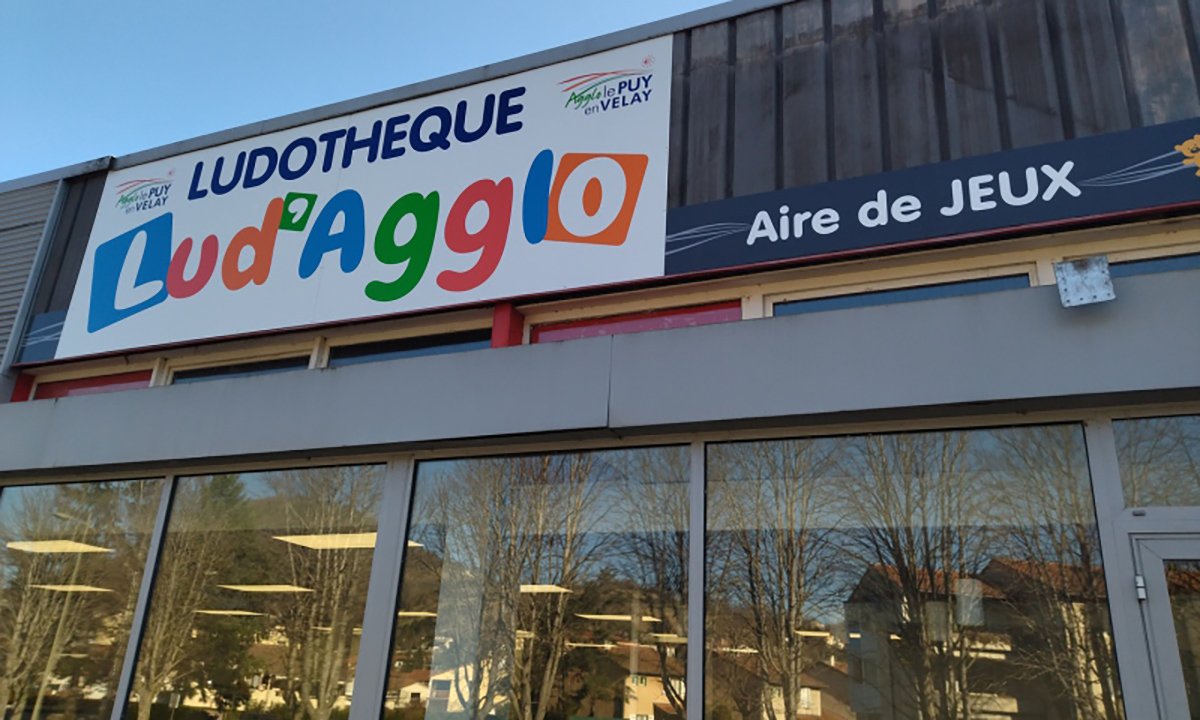 LUDOTHEQUE
Agglo le PUY
en VELAY
Agglo le PUY
en VELAY
Lud'Agglo
Aire de JEUX